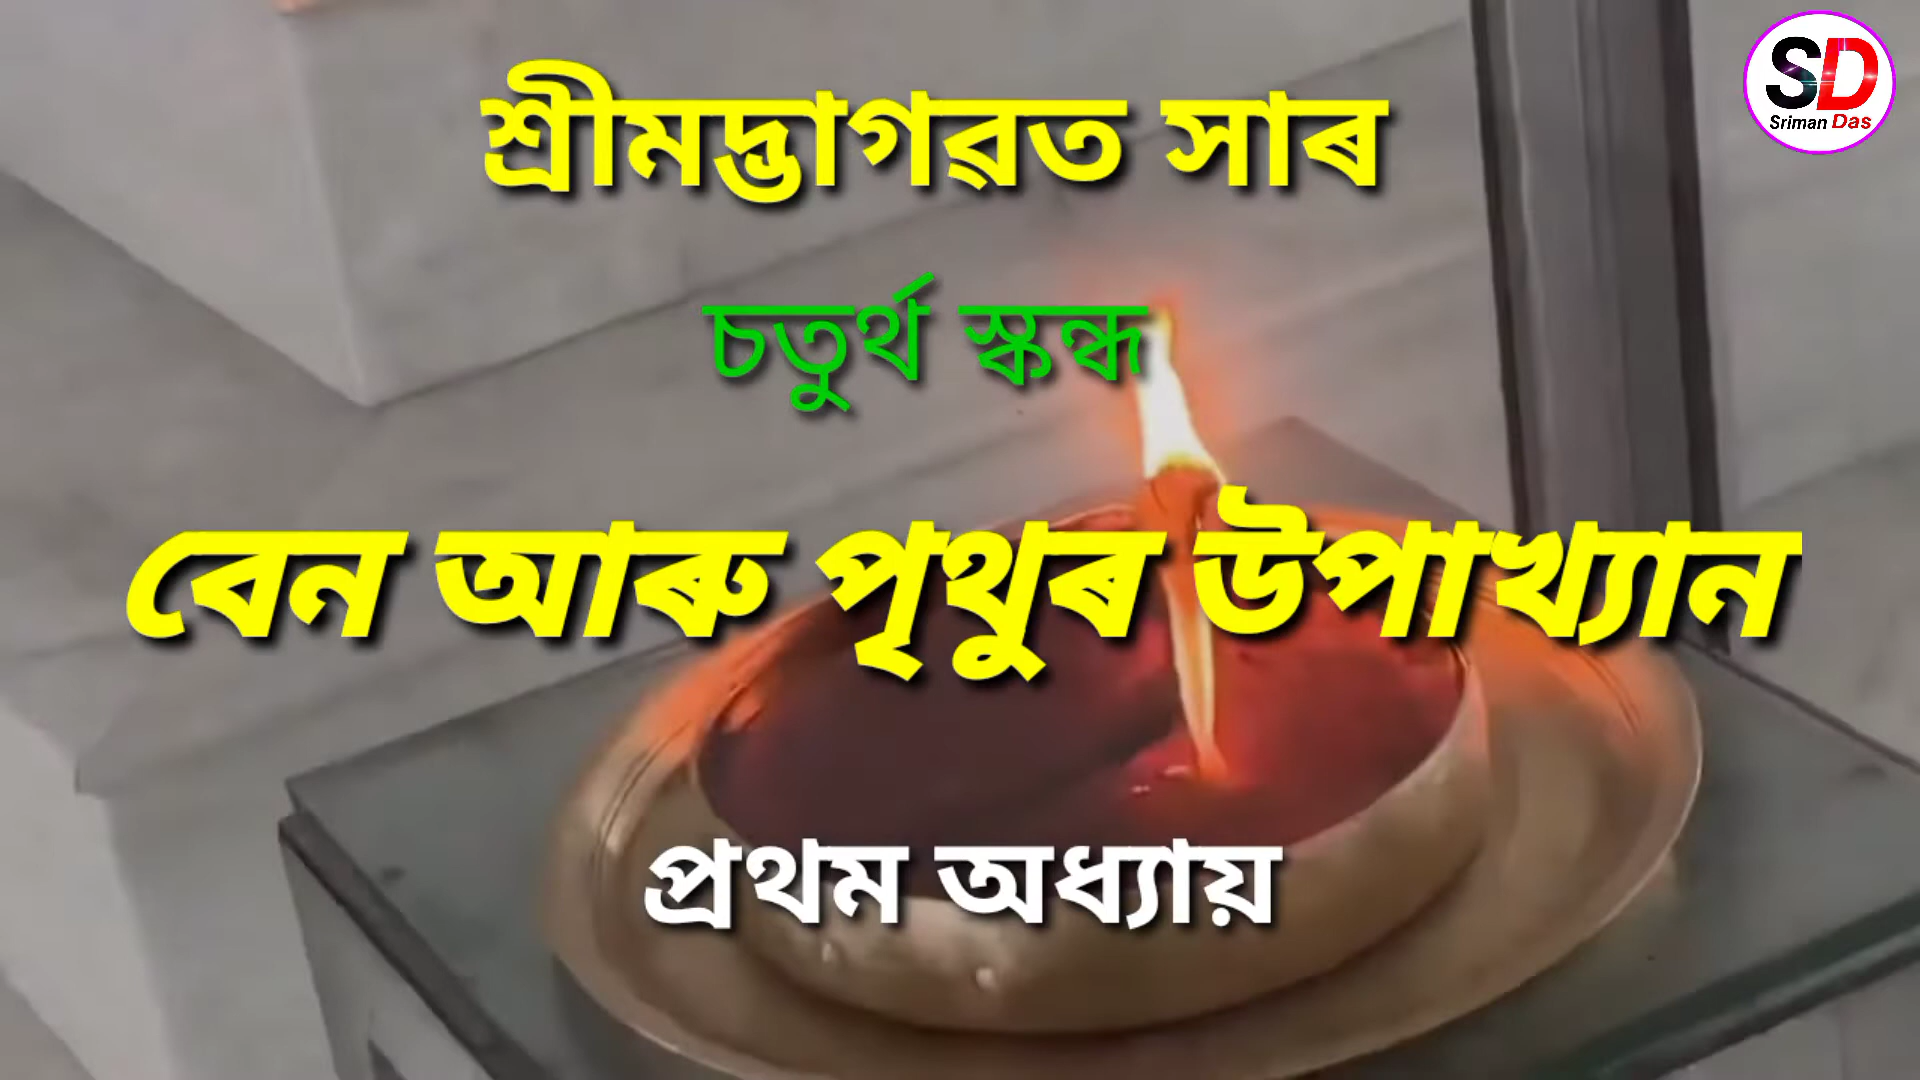 SD
Sriman Das
শ্ৰীমদ্ভাগৱত সাৰ
চতুৰ্থ স্কন্ধ
বেন আৰু পৃথুৰ উপাখ্যান
প্ৰথম অধ্যায়